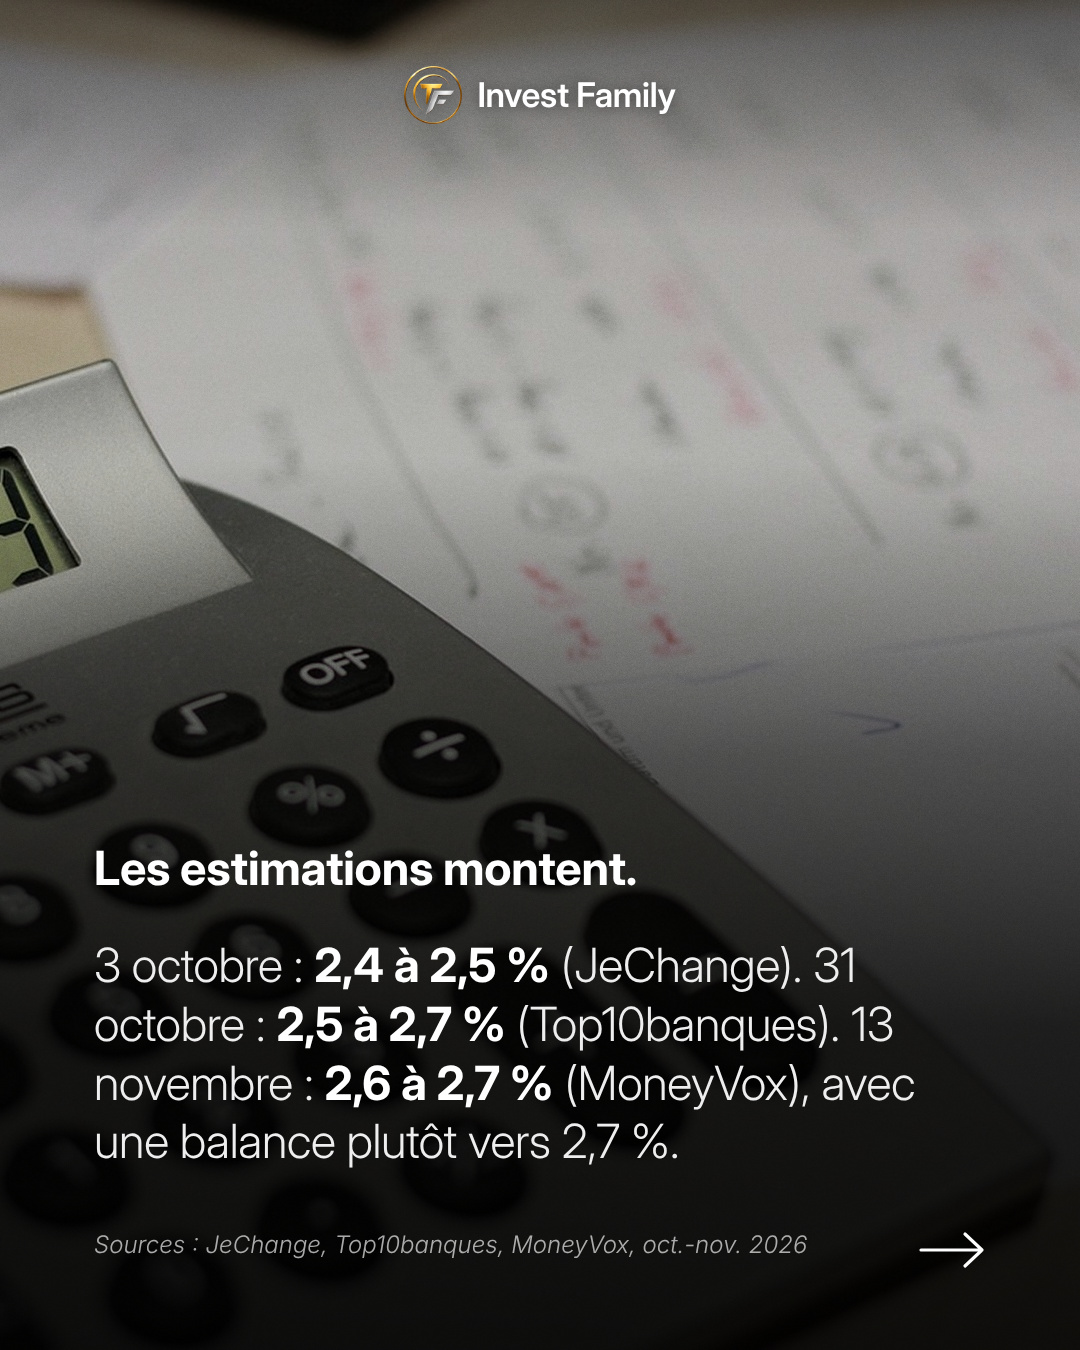 Invest Family
OFF
√
÷
M+
%
×
9
6
Les estimations montent.
3 octobre : 2,4 à 2,5 % (JeChange). 31
octobre : 2,5 à 2,7 % (Top10banques). 13
novembre : 2,6 à 2,7 % (MoneyVox), avec
une balance plutôt vers 2,7 %.
Sources : JeChange, Top10banques, MoneyVox, oct.-nov. 2026